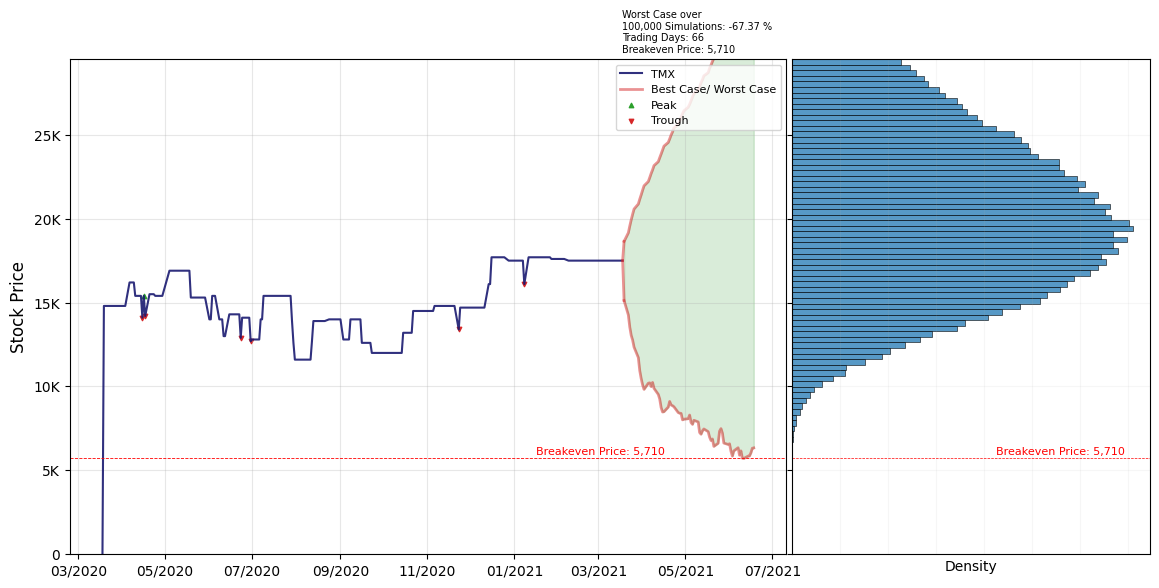 Worst Case over
100,000 Simulations: -67.37 %
Trading Days: 66
Breakeven Price: 5,710
TMX
Best Case/ Worst Case
Peak
Trough
Stock Price
25K
20K
15K
10K
5K
0
Breakeven Price: 5,710
Breakeven Price: 5,710
03/2020 05/2020 07/2020 09/2020 11/2020 01/2021 03/2021 05/2021 07/2021
Density